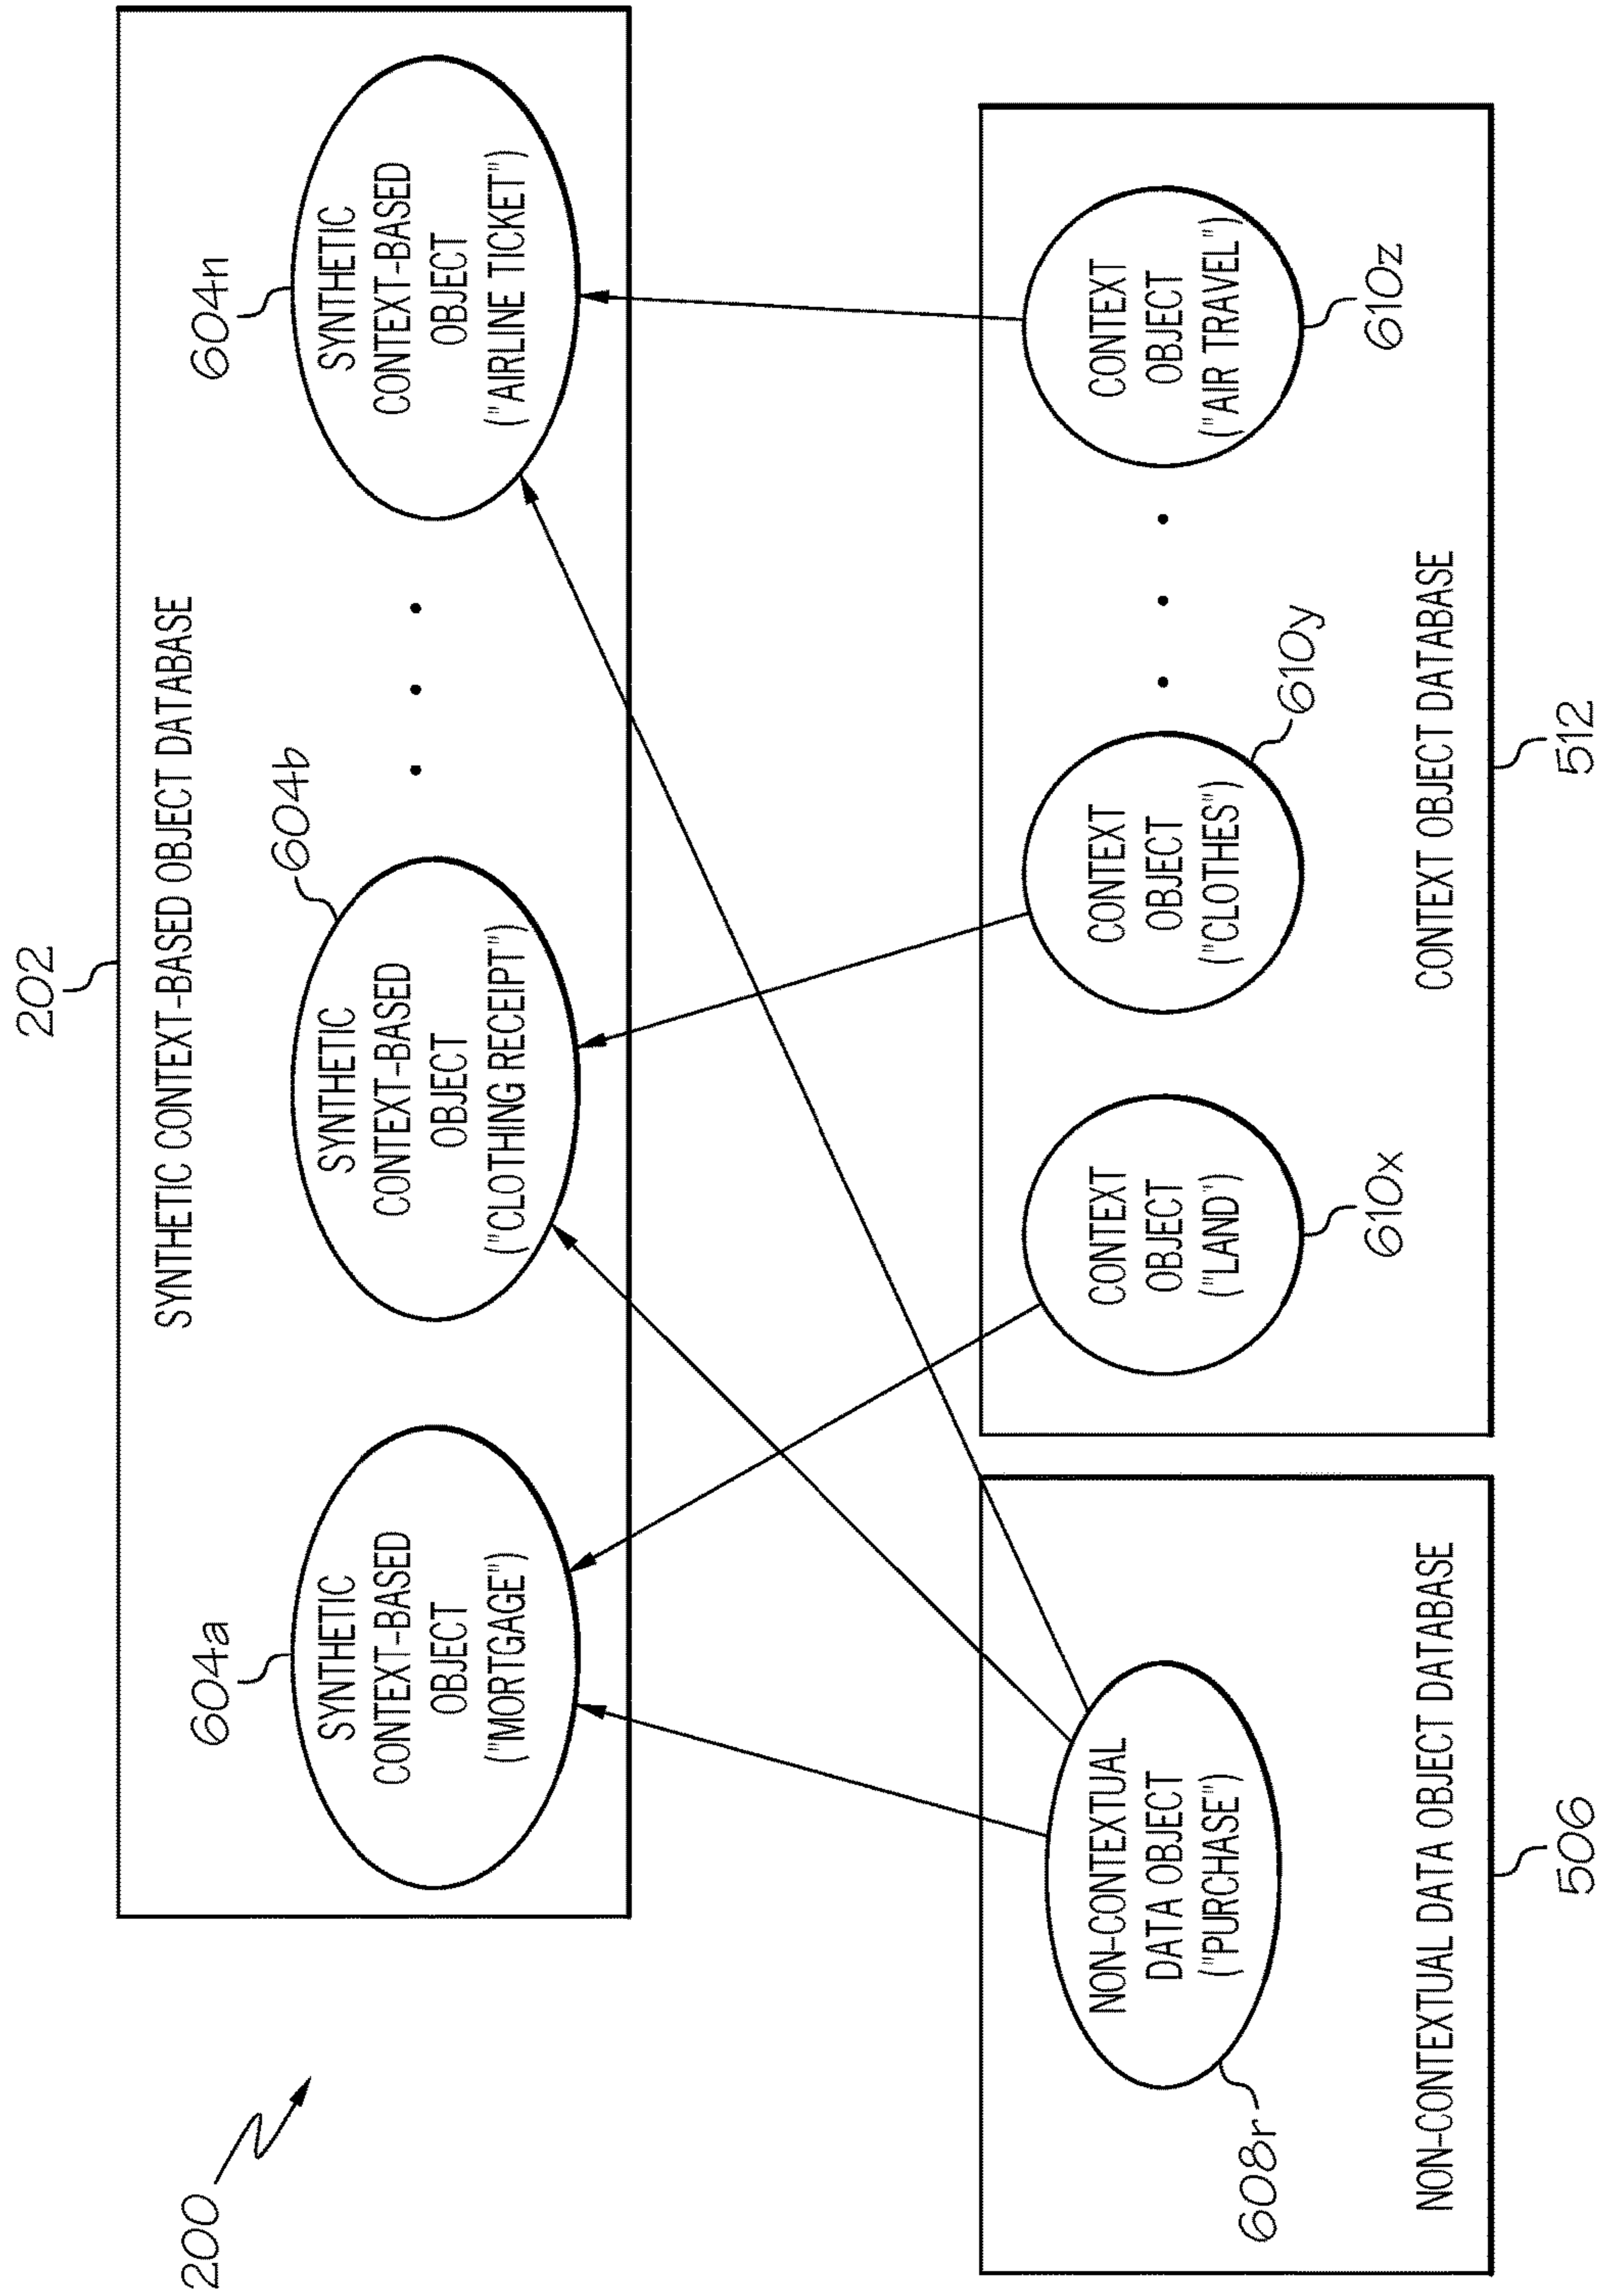 200
202
SYNTHETIC CONTEXT-BASED OBJECT DATABASE
604a
SYNTHETIC
CONTEXT-BASED
OBJECT
("MORTGAGE")
604b
SYNTHETIC
CONTEXT-BASED
OBJECT
("CLOTHING RECEIPT")
604n
SYNTHETIC
CONTEXT-BASED
OBJECT
("AIRLINE TICKET")
608r
NON-CONTEXTUAL
DATA OBJECT
("PURCHASE")
NON-CONTEXTUAL DATA OBJECT DATABASE
506
CONTEXT
OBJECT
("LAND')
610x
CONTEXT
OBJECT
("CLOTHES")
610y
CONTEXT
OBJECT
("AIR TRAVEL")
610z
CONTEXT OBJECT DATABASE
512